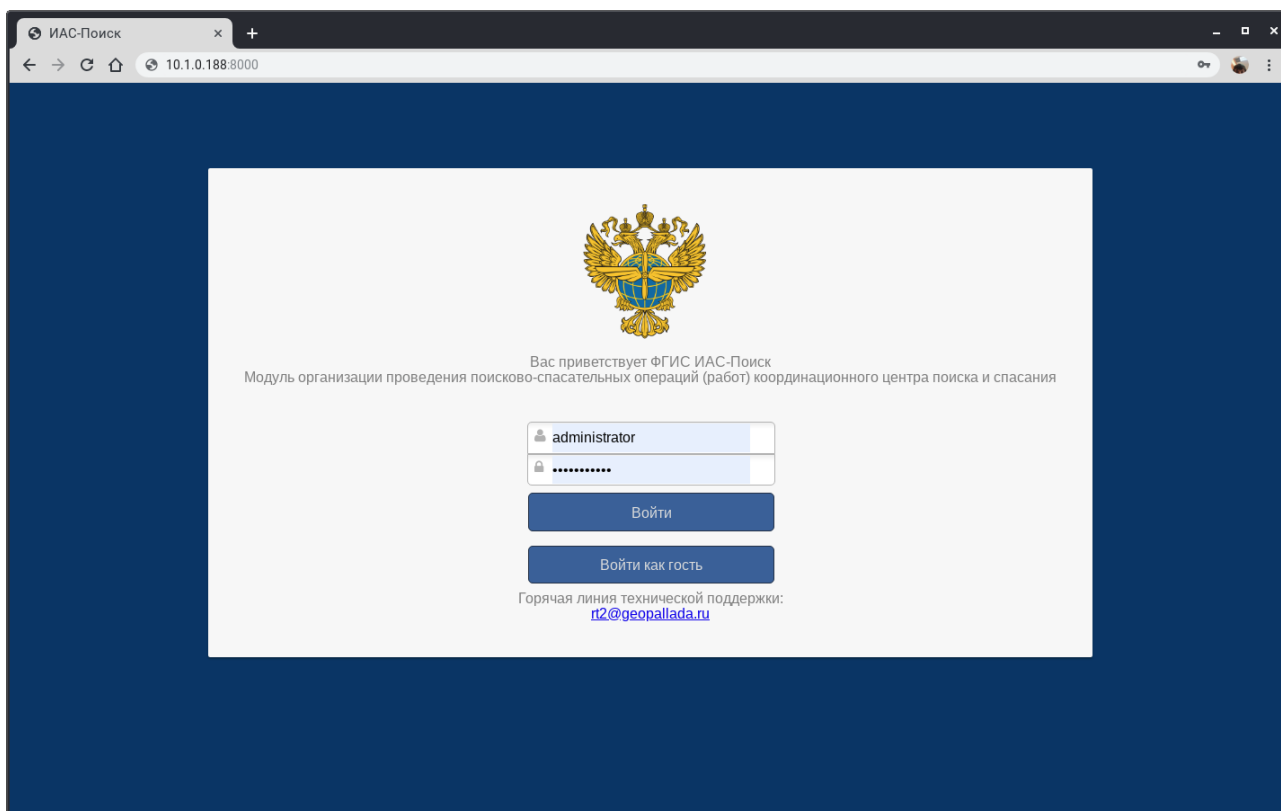 ИАС-Поиск
10.1.0.188:8000
Вас приветствует ФГИС ИАС-Поиск
Модуль организации проведения поисково-спасательных операций (работ) координационного центра поиска и спасания
administrator
•••••••••••
Войти
Войти как гость
Горячая линия технической поддержки:
rt2@geopallada.ru